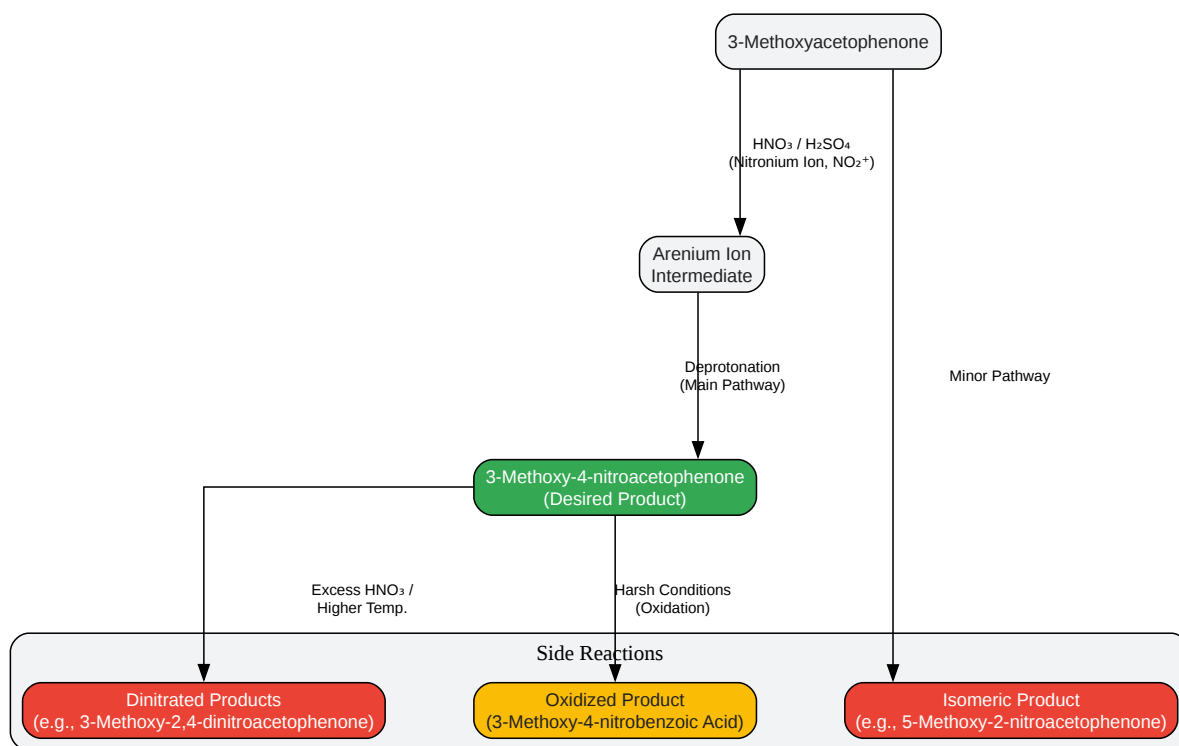 3-Methoxyacetophenone
HNO₃ / H₂SO₄
(Nitronium Ion, NO₂⁺)
Arenium Ion
Intermediate
Deprotonation
(Main Pathway)
Minor Pathway
3-Methoxy-4-nitroacetophenone
(Desired Product)
Excess HNO₃ /
Higher Temp.
Harsh Conditions
(Oxidation)
Side Reactions
Dinitrated Products
(e.g., 3-Methoxy-2,4-dinitroacetophenone)
Oxidized Product
(3-Methoxy-4-nitrobenzoic Acid)
Isomeric Product
(e.g., 5-Methoxy-2-nitroacetophenone)